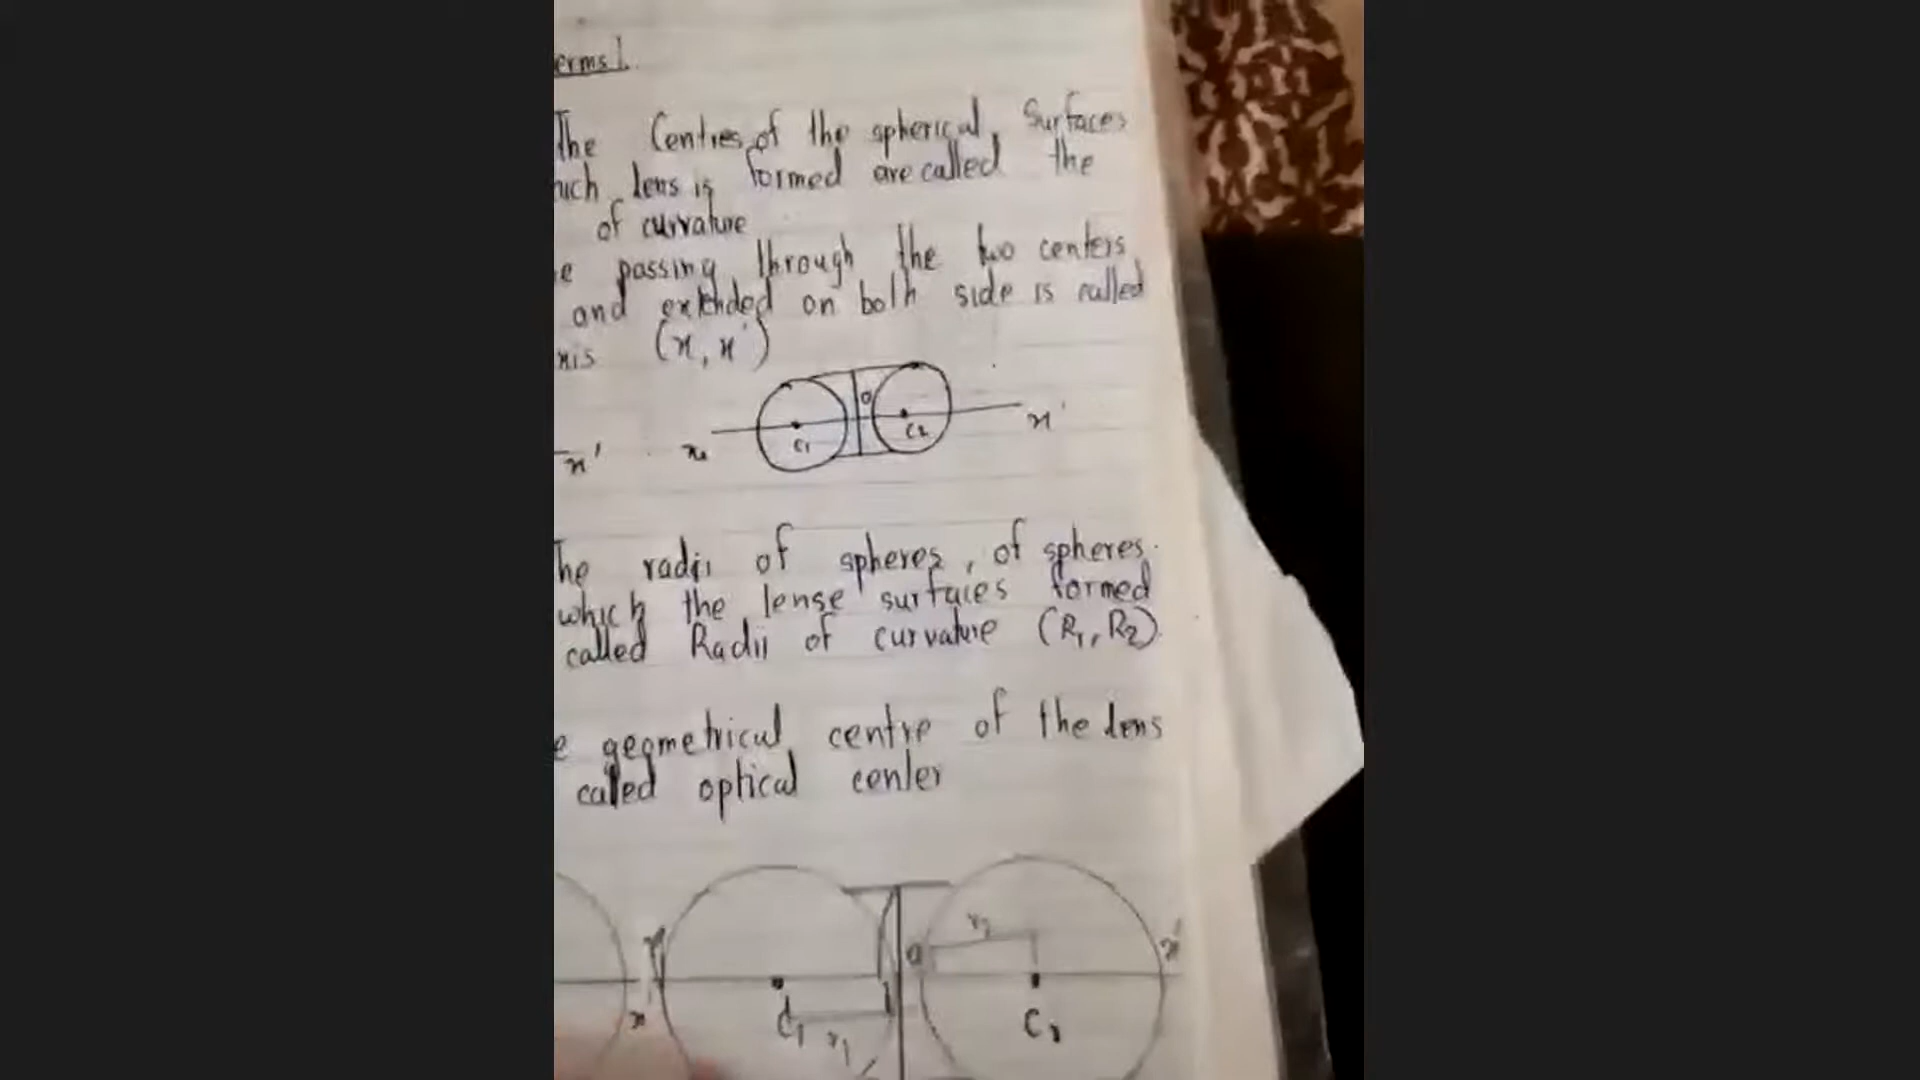 erms).
The Centres of the spherical Surfaces
uch lens is formed are called the
of curvature
e passing through the two centers
and extended on both side is called
xis (x, x')
O
C1
C2
x'
x
x'
he radii of spheres, of spheres.
which the lense surfaces formed
called Radii of curvature (R1, R2)
e geometrical centre of the lens
called optical center
r2
x'
O
x
C1
C2
r1